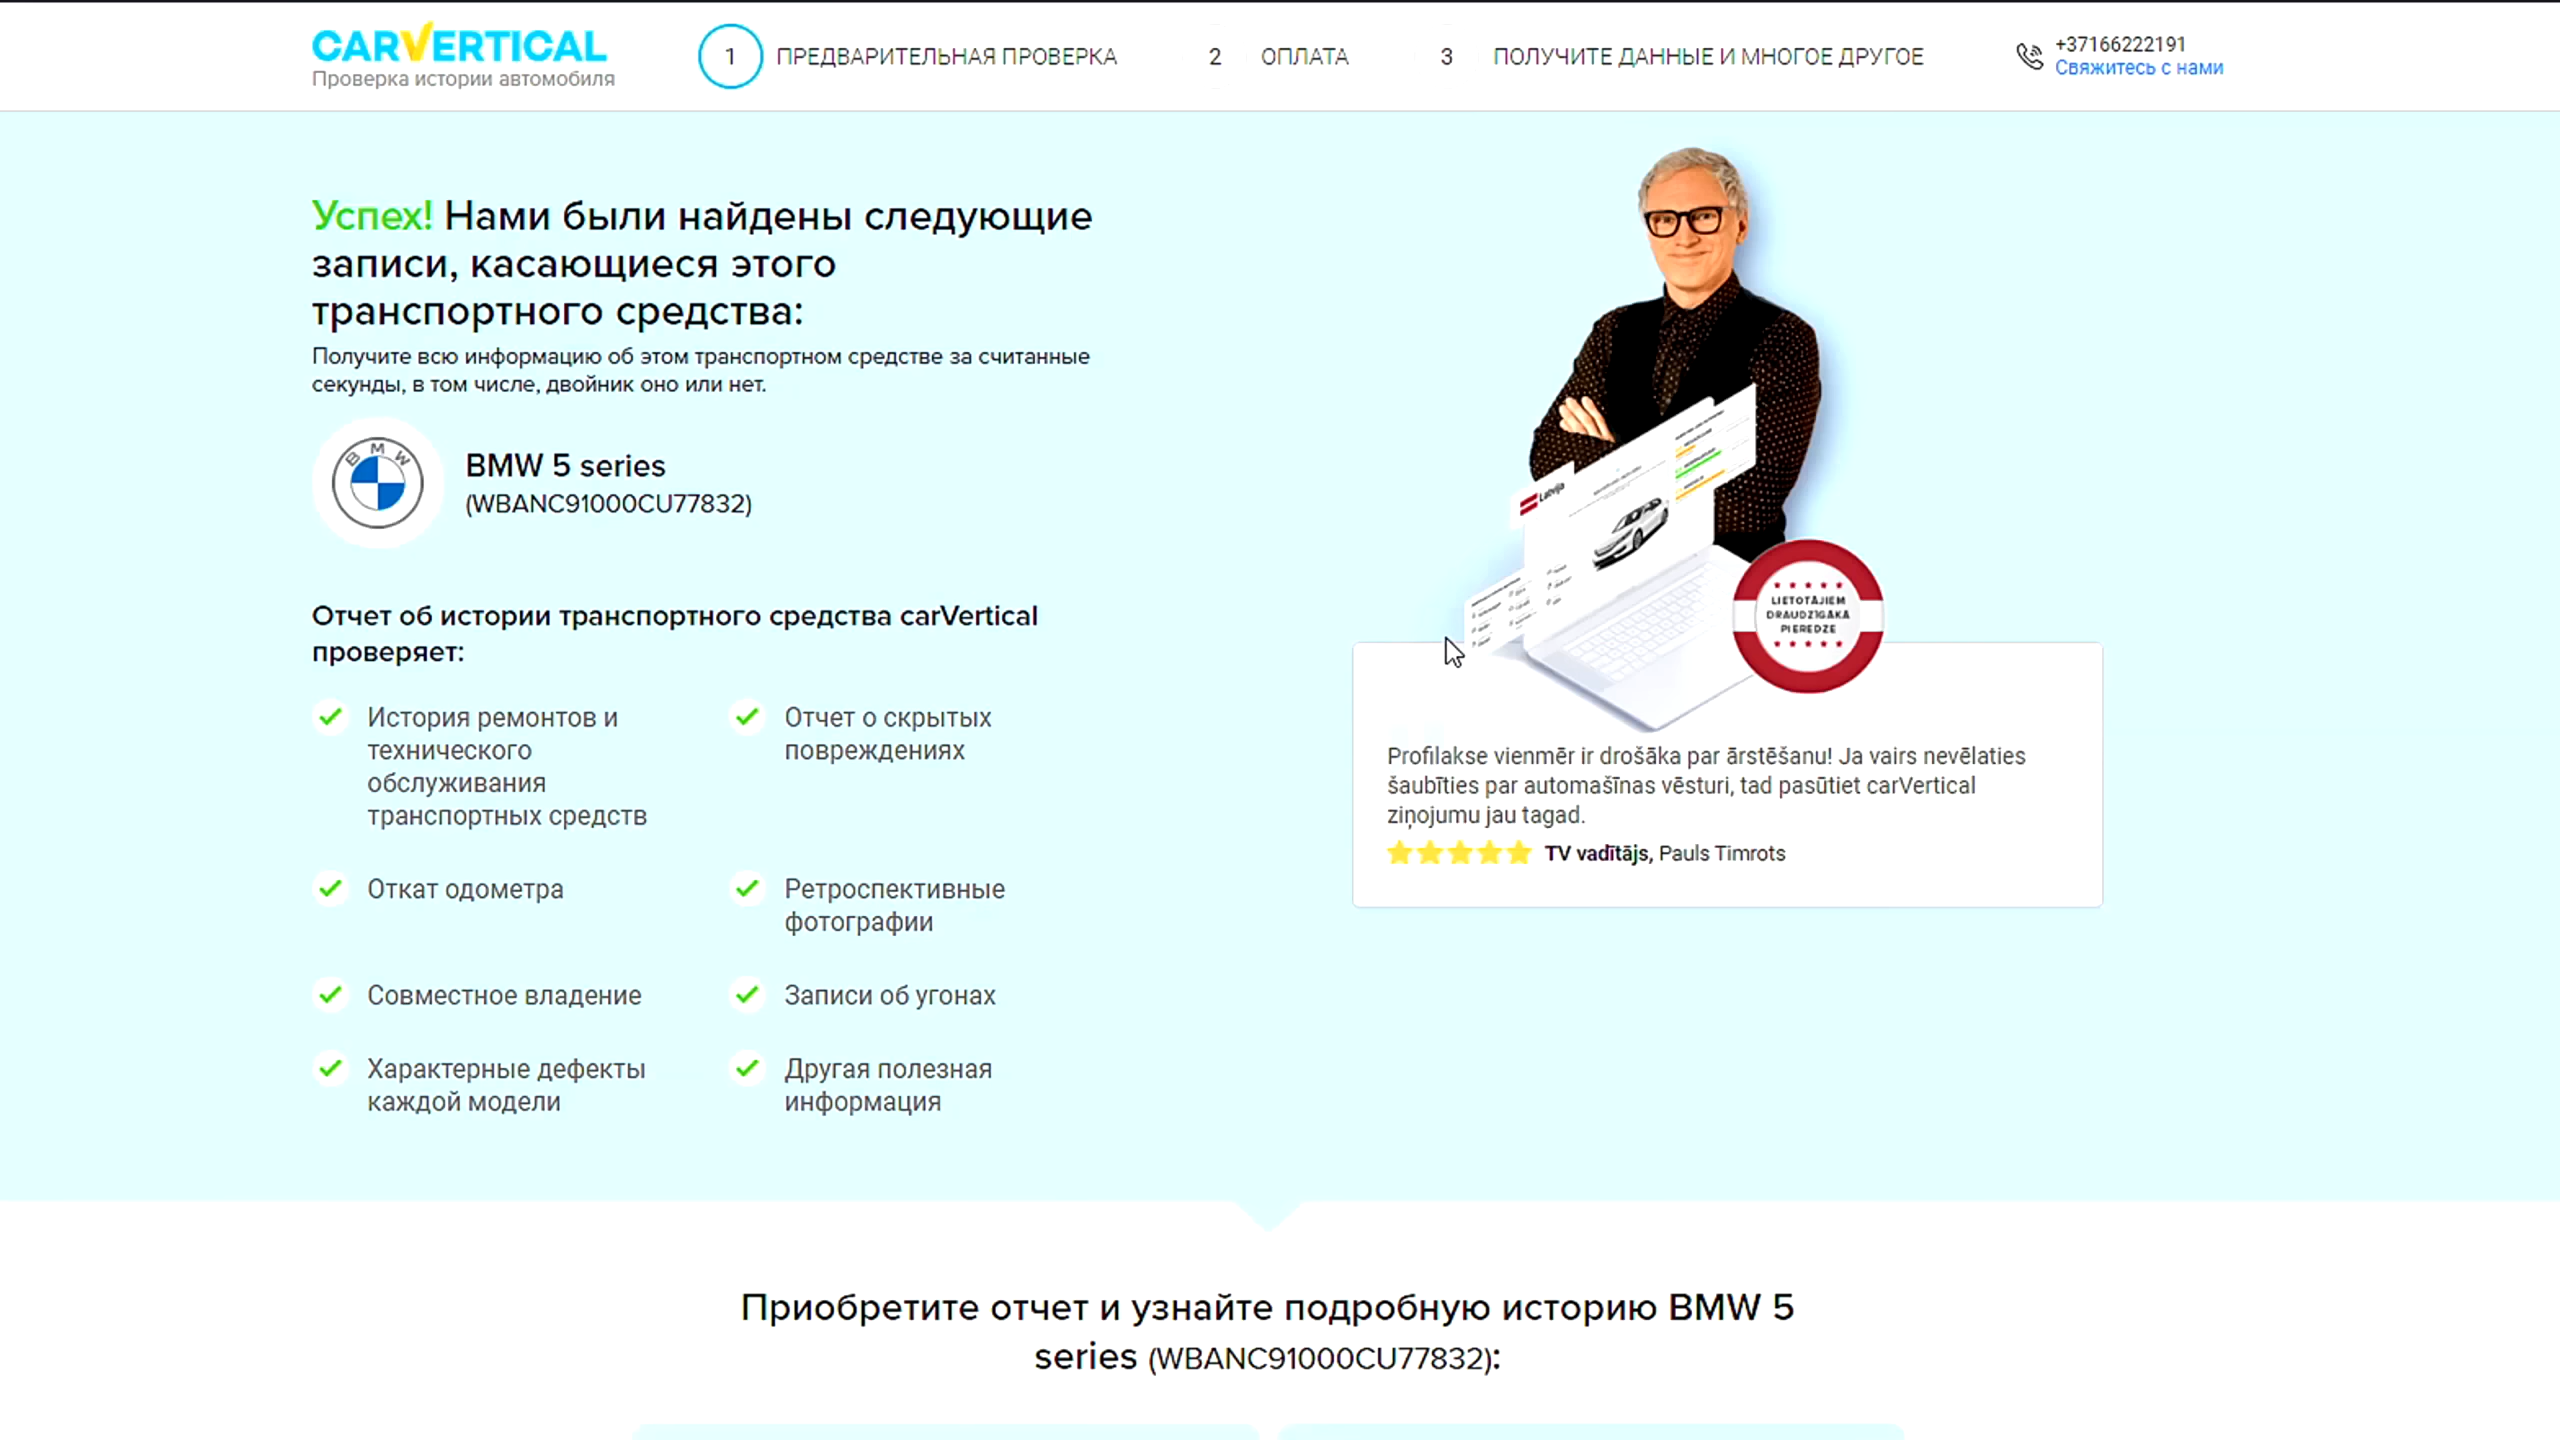 CARVERTICAL
Проверка истории автомобиля
1 ПРЕДВАРИТЕЛЬНАЯ ПРОВЕРКА
2 ОПЛАТА
3 ПОЛУЧИТЕ ДАННЫЕ И МНОГОЕ ДРУГОЕ
+37166222191
Свяжитесь с нами
Успех! Нами были найдены следующие
записи, касающиеся этого
транспортного средства:
Получите всю информацию об этом транспортном средстве за считанные
секунды, в том числе, двойник оно или нет.
BMW
BMW 5 series
(WBANC91000CU77832)
Отчет об истории транспортного средства carVertical
проверяет:
История ремонтов и
технического
обслуживания
транспортных средств
Отчет о скрытых
повреждениях
Откат одометра
Ретроспективные
фотографии
Совместное владение
Записи об угонах
Характерные дефекты
каждой модели
Другая полезная
информация
Latvija
LIETOTĀJIEM
DRAUDZĪGĀKĀ
PIEREDZE
Profilakse vienmēr ir drošāka par ārstēšanu! Ja vairs nevēlaties
šaubīties par automašīnas vēsturi, tad pasūtiet carVertical
ziņojumu jau tagad.
TV vadītājs, Pauls Timrots
Приобретите отчет и узнайте подробную историю BMW 5
series (WBANC91000CU77832):